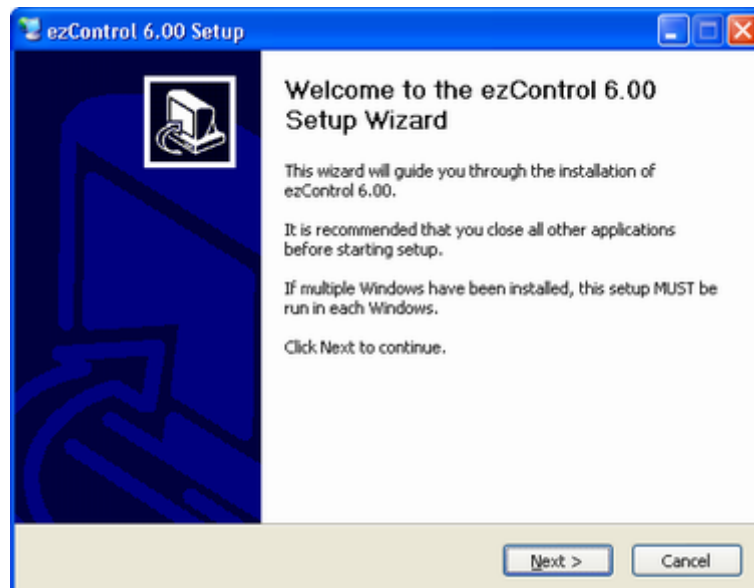 ezControl 6.00 Setup
Welcome to the ezControl 6.00
Setup Wizard
This wizard will guide you through the installation of
ezControl 6.00.
It is recommended that you close all other applications
before starting setup.
If multiple Windows have been installed, this setup MUST be
run in each Windows.
Click Next to continue.
Next >
Cancel